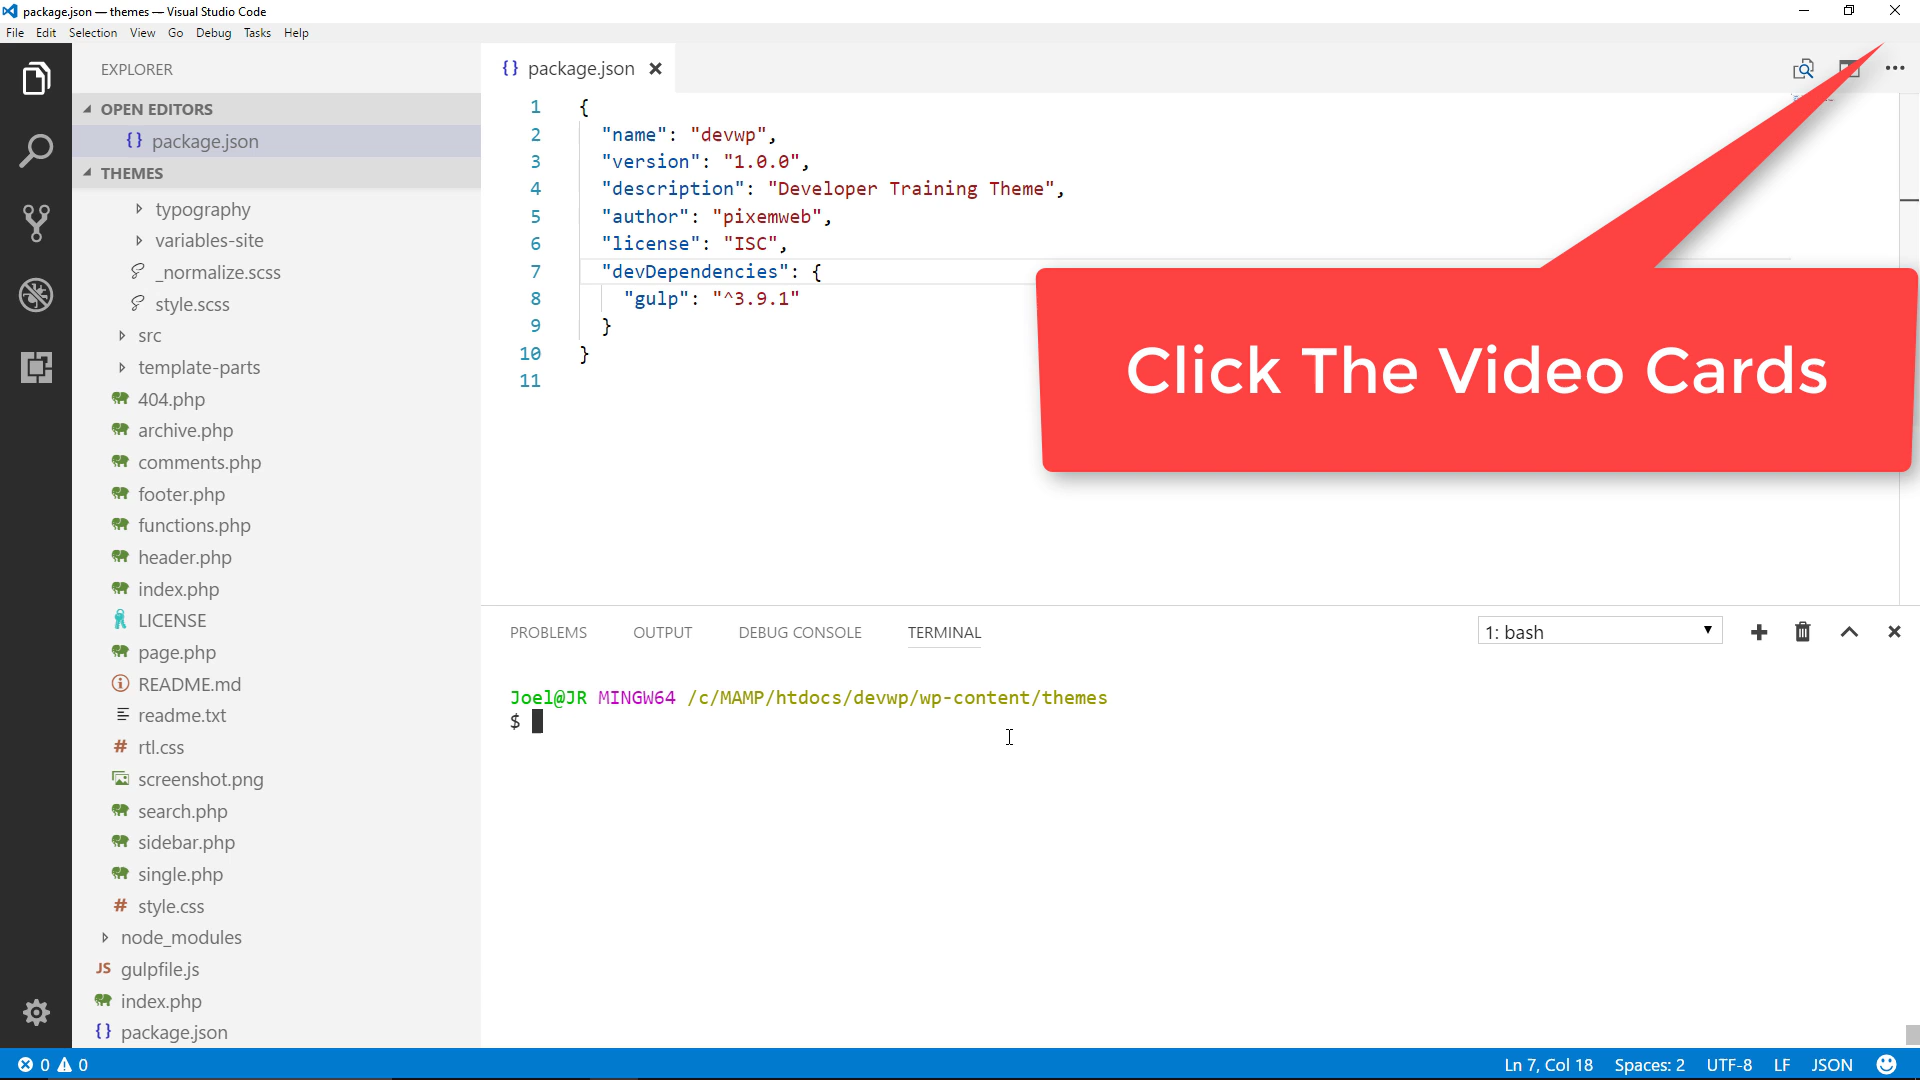 package.json — themes — Visual Studio Code
File Edit Selection View Go Debug Tasks Help
EXPLORER
OPEN EDITORS
{} package.json
THEMES
typography
variables-site
_normalize.scss
style.scss
src
template-parts
404.php
archive.php
comments.php
footer.php
functions.php
header.php
index.php
LICENSE
page.php
README.md
readme.txt
# rtl.css
screenshot.png
search.php
sidebar.php
single.php
# style.css
node_modules
JS gulpfile.js
index.php
{} package.json
{} package.json
1 {
2 "name": "devwp",
3 "version": "1.0.0",
4 "description": "Developer Training Theme",
5 "author": "pixemweb",
6 "license": "ISC",
7 "devDependencies": {
8 "gulp": "^3.9.1"
9 }
10 }
11
Click The Video Cards
PROBLEMS OUTPUT DEBUG CONSOLE TERMINAL
1: bash
Joel@JR MINGW64 /c/MAMP/htdocs/devwp/wp-content/themes
$
0 0
Ln 7, Col 18 Spaces: 2 UTF-8 LF JSON